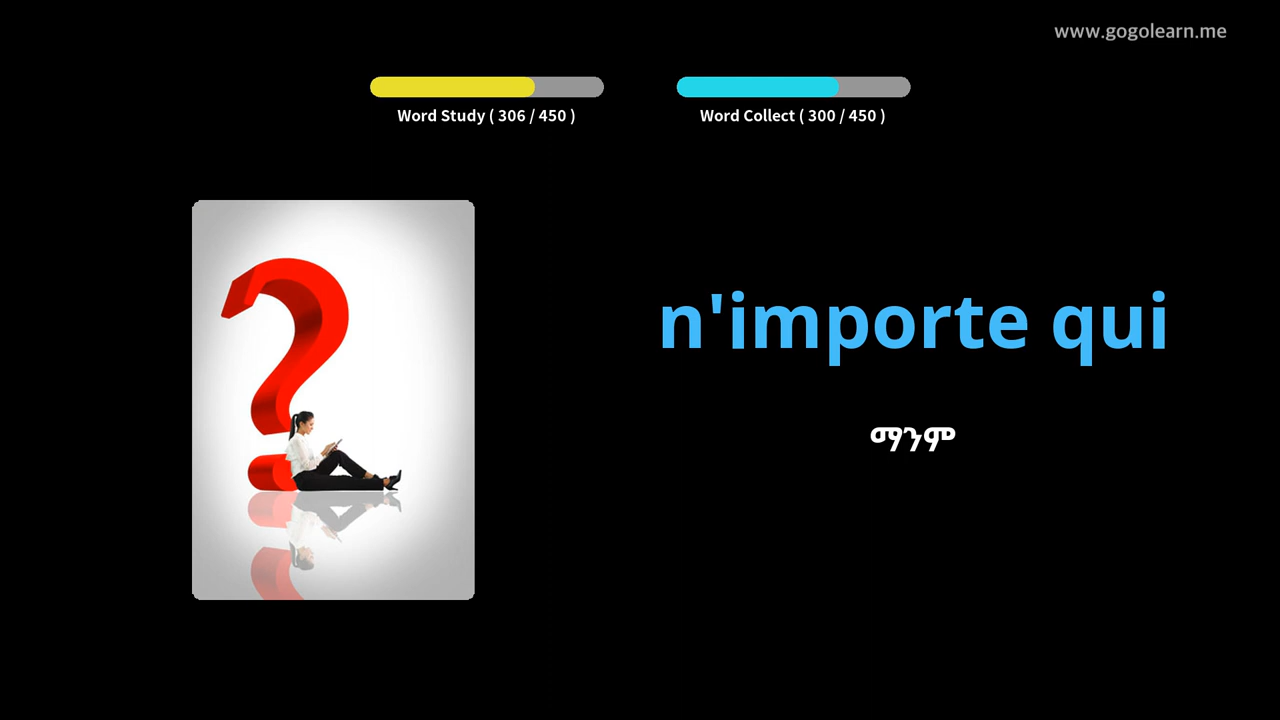 www.gogolearn.me
Word Study ( 306 / 450 )
Word Collect ( 300 / 450 )
n'importe qui
ማንም